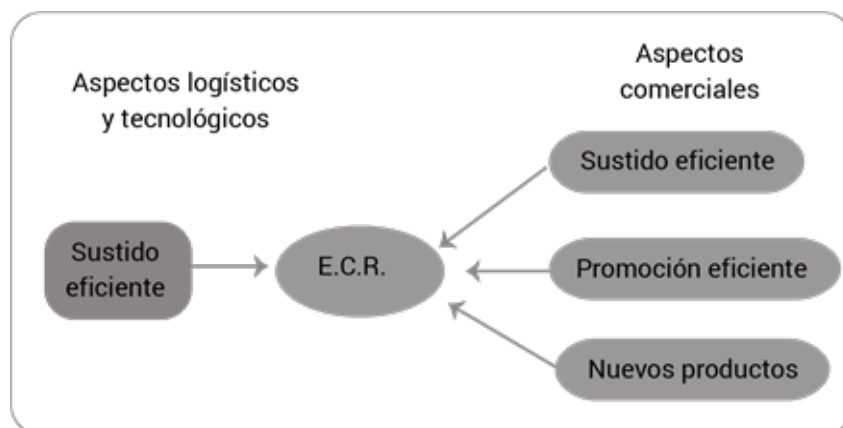 Aspectos logísticos
y tecnológicos
Aspectos
comerciales
Sustido eficiente
Sustido
eficiente
E.C.R.
Promoción eficiente
Nuevos productos